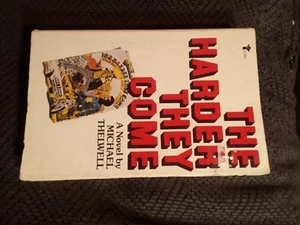 THE
HARDER
THEY
COME
A Novel by
MICHAEL
THELWELL